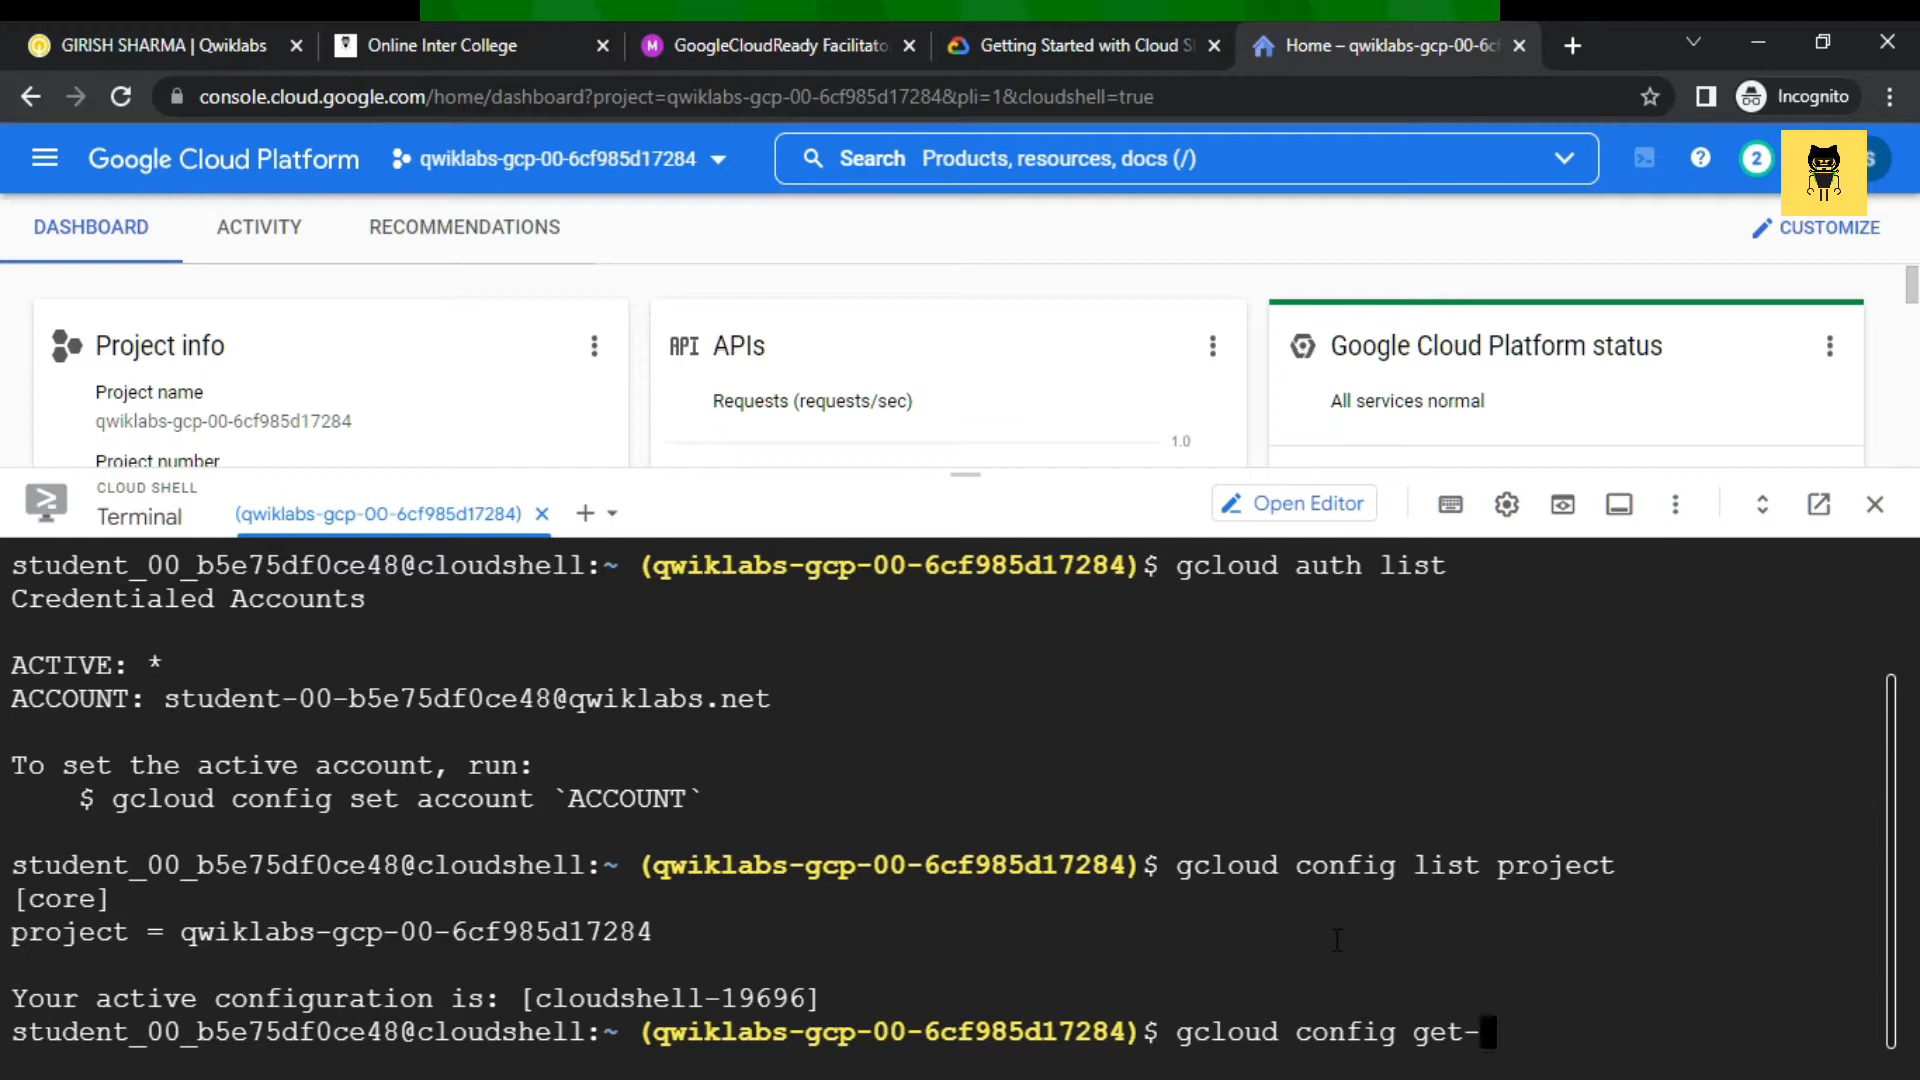 GIRISH SHARMA | Qwiklabs
Online Inter College
GoogleCloudReady Facilitato
Getting Started with Cloud S
Home – qwiklabs-gcp-00-6cf
console.cloud.google.com/home/dashboard?project=qwiklabs-gcp-00-6cf985d17284&pli=1&cloudshell=true
Incognito
Google Cloud Platform
qwiklabs-gcp-00-6cf985d17284
Search Products, resources, docs (/)
2
S
DASHBOARD
ACTIVITY
RECOMMENDATIONS
CUSTOMIZE
Project info
Project name
qwiklabs-gcp-00-6cf985d17284
Project number
API APIs
Requests (requests/sec)
1.0
Google Cloud Platform status
All services normal
CLOUD SHELL
Terminal
(qwiklabs-gcp-00-6cf985d17284)
Open Editor
student_00_b5e75df0ce48@cloudshell:~ (qwiklabs-gcp-00-6cf985d17284)$ gcloud auth list
Credentialed Accounts
ACTIVE: *
ACCOUNT: student-00-b5e75df0ce48@qwiklabs.net
To set the active account, run:
$ gcloud config set account `ACCOUNT`
student_00_b5e75df0ce48@cloudshell:~ (qwiklabs-gcp-00-6cf985d17284)$ gcloud config list project
[core]
project = qwiklabs-gcp-00-6cf985d17284
Your active configuration is: [cloudshell-19696]
student_00_b5e75df0ce48@cloudshell:~ (qwiklabs-gcp-00-6cf985d17284)$ gcloud config get-